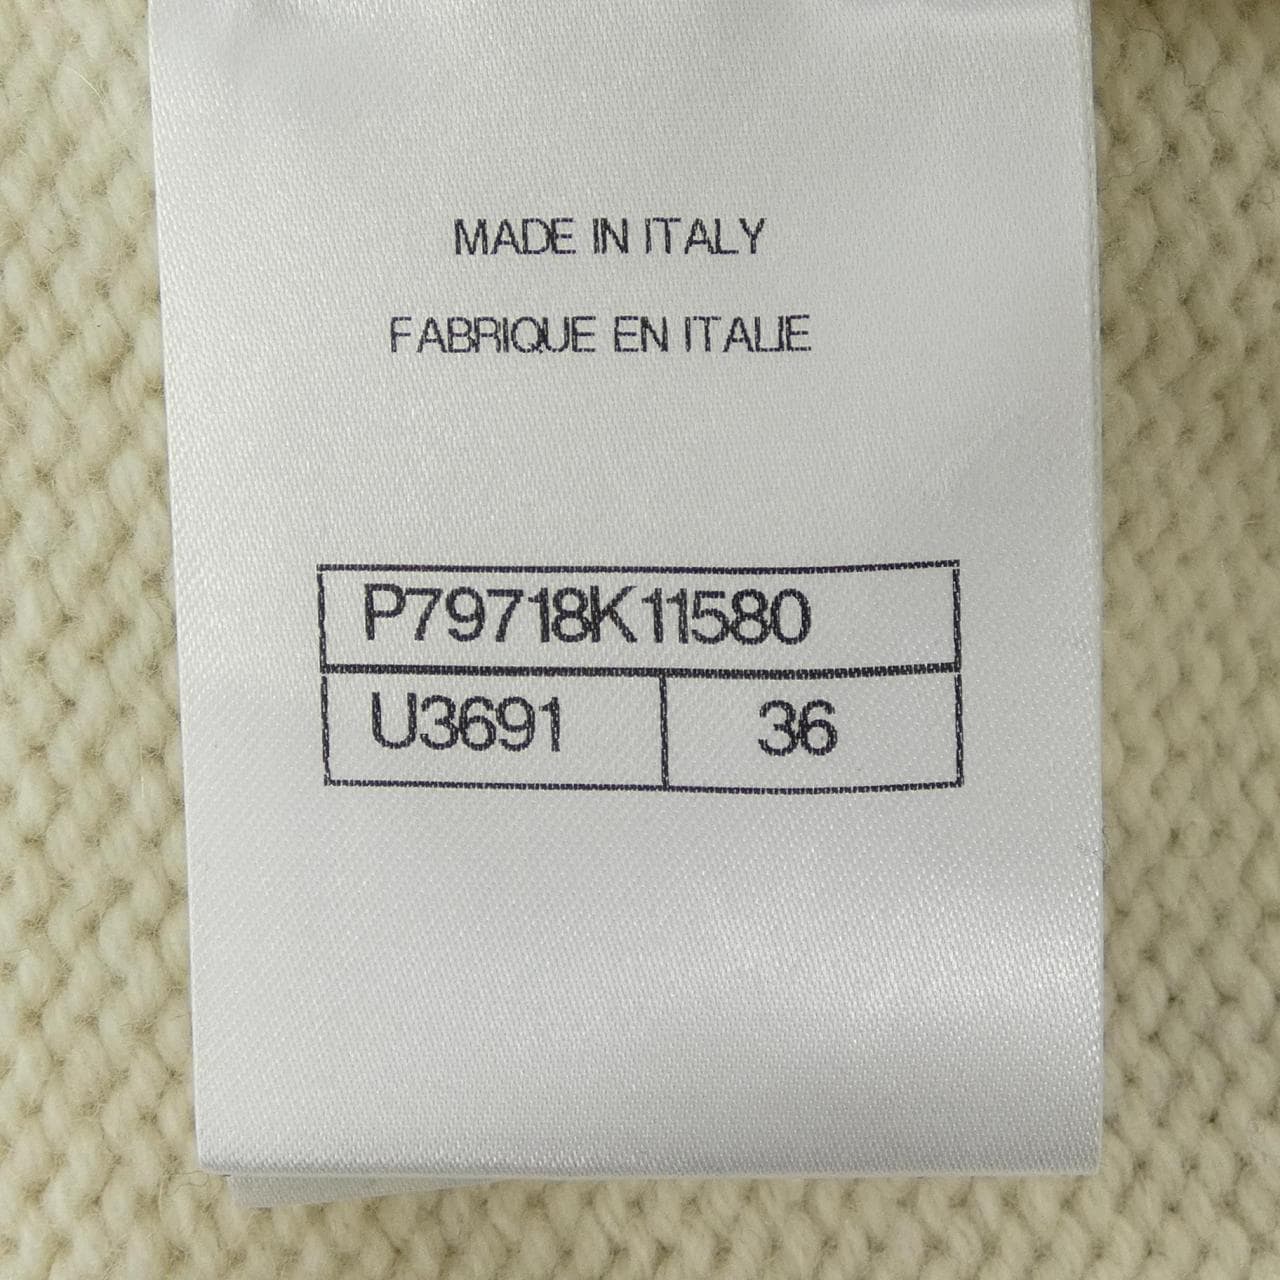 MADE IN ITALY
FABRIQUE EN ITALIE
P79718K11580
U3691 36